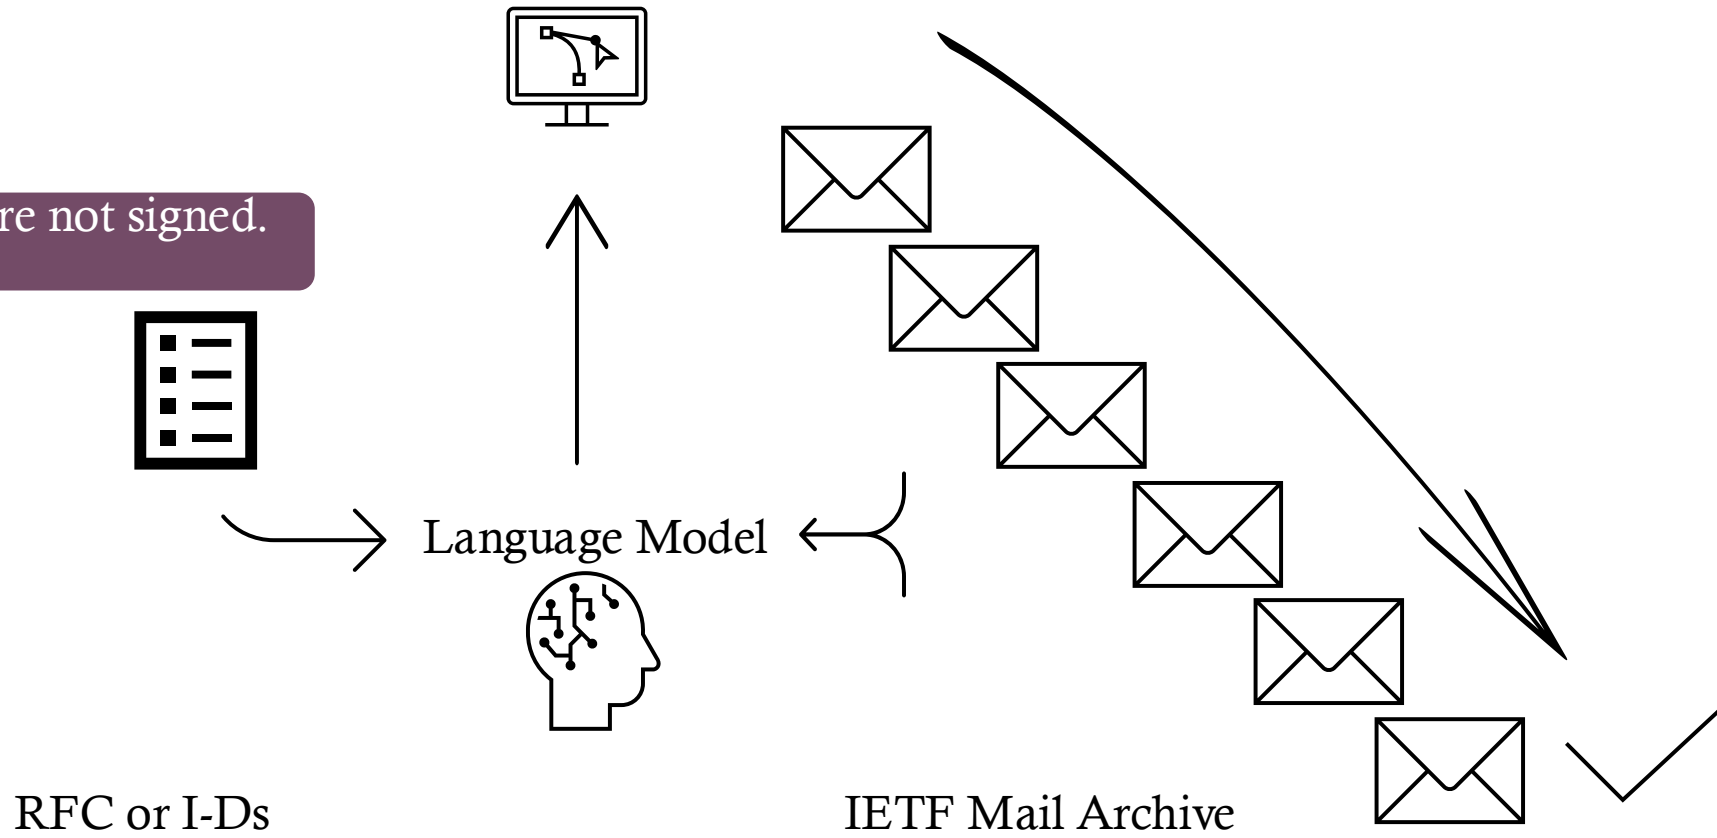 re not signed.
Language Model
RFC or I-Ds
IETF Mail Archive